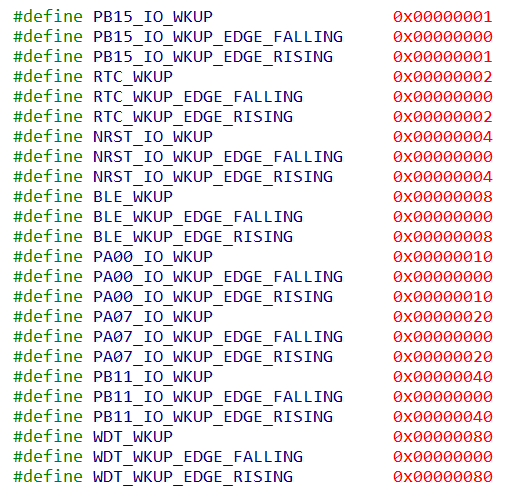 #define PB15_IO_WKUP 0x00000001
#define PB15_IO_WKUP_EDGE_FALLING 0x00000000
#define PB15_IO_WKUP_EDGE_RISING 0x00000001
#define RTC_WKUP 0x00000002
#define RTC_WKUP_EDGE_FALLING 0x00000000
#define RTC_WKUP_EDGE_RISING 0x00000002
#define NRST_IO_WKUP 0x00000004
#define NRST_IO_WKUP_EDGE_FALLING 0x00000000
#define NRST_IO_WKUP_EDGE_RISING 0x00000004
#define BLE_WKUP 0x00000008
#define BLE_WKUP_EDGE_FALLING 0x00000000
#define BLE_WKUP_EDGE_RISING 0x00000008
#define PA00_IO_WKUP 0x00000010
#define PA00_IO_WKUP_EDGE_FALLING 0x00000000
#define PA00_IO_WKUP_EDGE_RISING 0x00000010
#define PA07_IO_WKUP 0x00000020
#define PA07_IO_WKUP_EDGE_FALLING 0x00000000
#define PA07_IO_WKUP_EDGE_RISING 0x00000020
#define PB11_IO_WKUP 0x00000040
#define PB11_IO_WKUP_EDGE_FALLING 0x00000000
#define PB11_IO_WKUP_EDGE_RISING 0x00000040
#define WDT_WKUP 0x00000080
#define WDT_WKUP_EDGE_FALLING 0x00000000
#define WDT_WKUP_EDGE_RISING 0x00000080